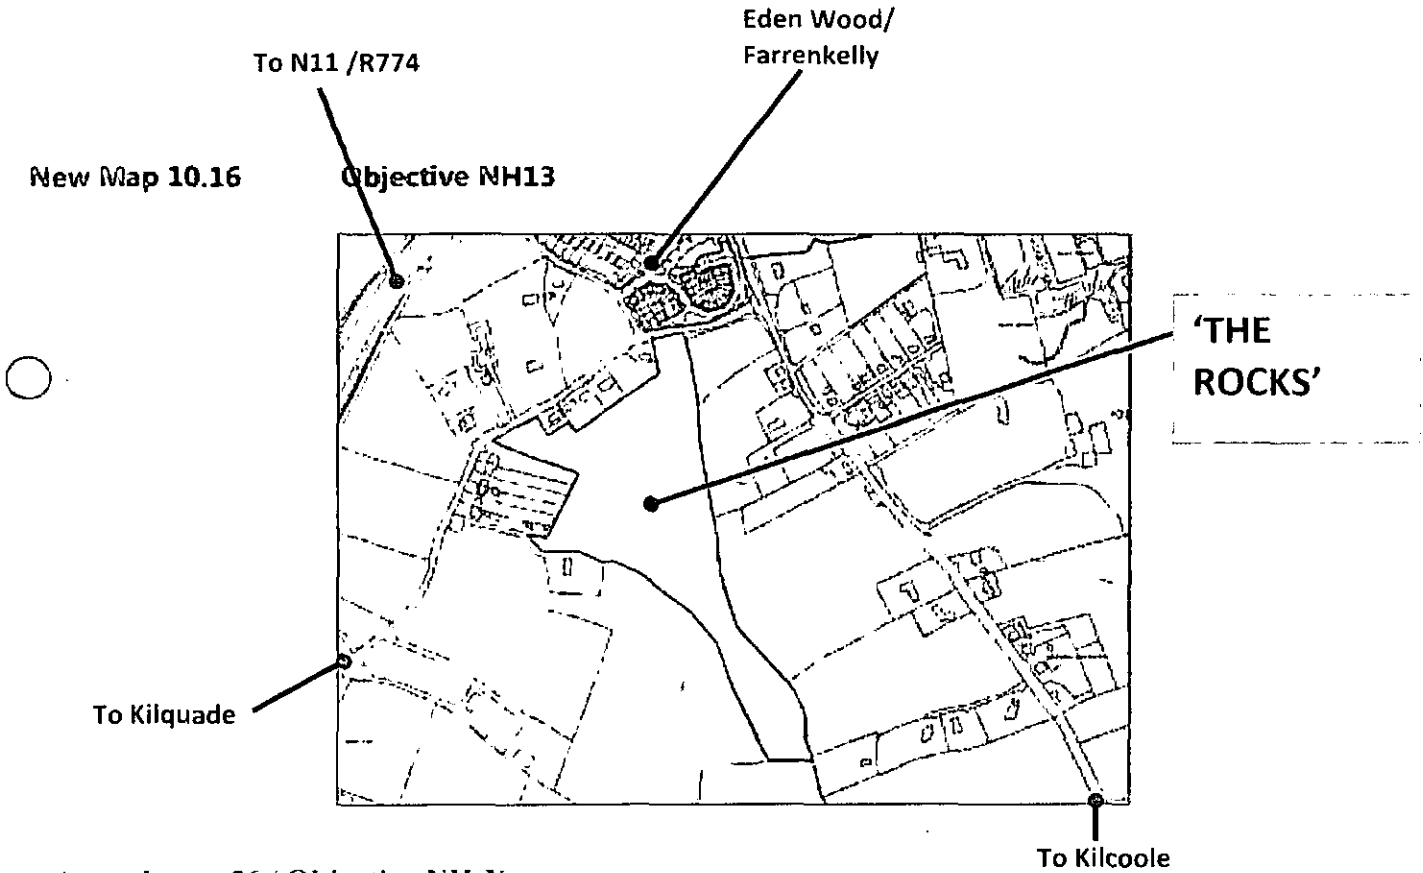 Eden Wood/
Farrenkelly
To N11 /R774
New Map 10.16 Objective NH13
'THE
ROCKS'
To Kilquade
To Kilcoole